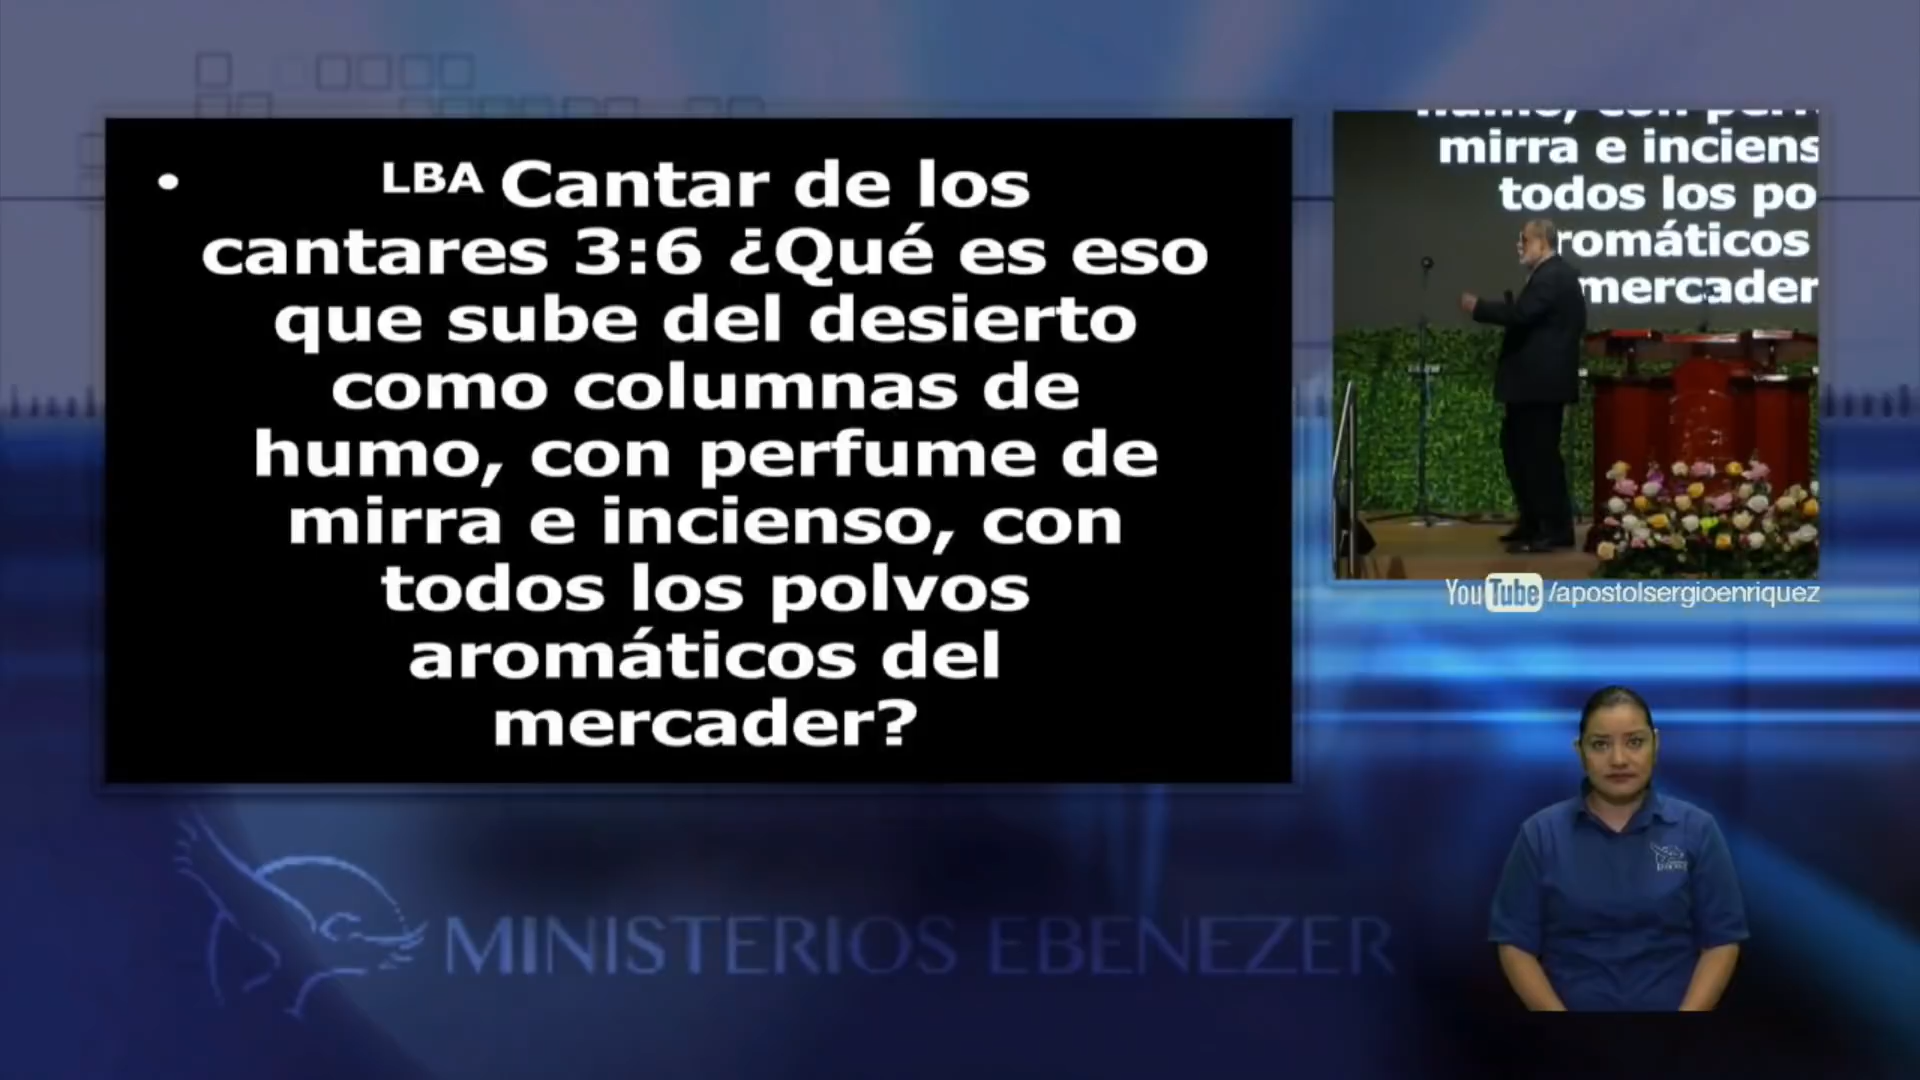 • LBA Cantar de los
cantares 3:6 ¿Qué es eso
que sube del desierto
como columnas de
humo, con perfume de
mirra e incienso, con
todos los polvos
aromáticos del
mercader?
mirra e inciens
todos los po
romáticos
mercader
YouTube /apostolsergioenriquez
MINISTERIOS EBENEZER